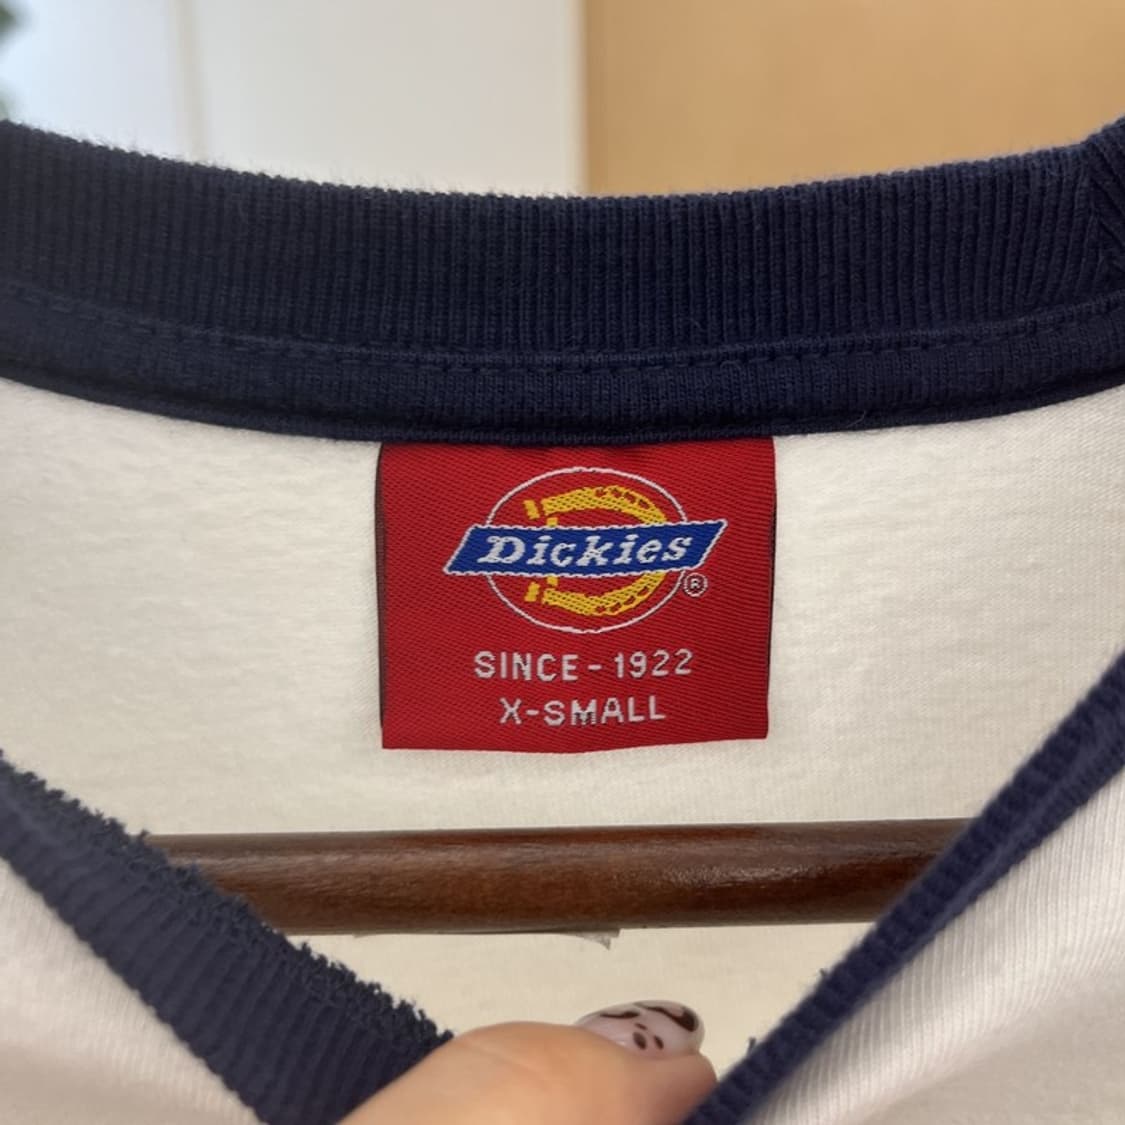 Dickies
®
SINCE - 1922
X-SMALL